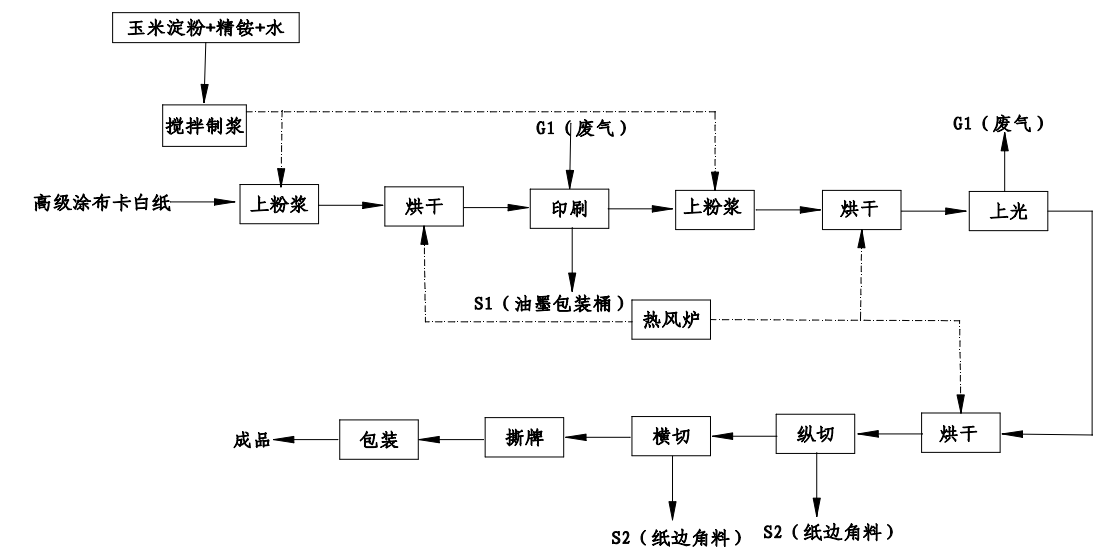 玉米淀粉+精铵+水
搅拌制浆
G1（废气）
G1（废气）
高级涂布卡白纸
上粉浆
烘干
印刷
上粉浆
烘干
上光
S1（油墨包装桶）
热风炉
成品
包装
撕牌
横切
纵切
烘干
S2（纸边角料）
S2（纸边角料）